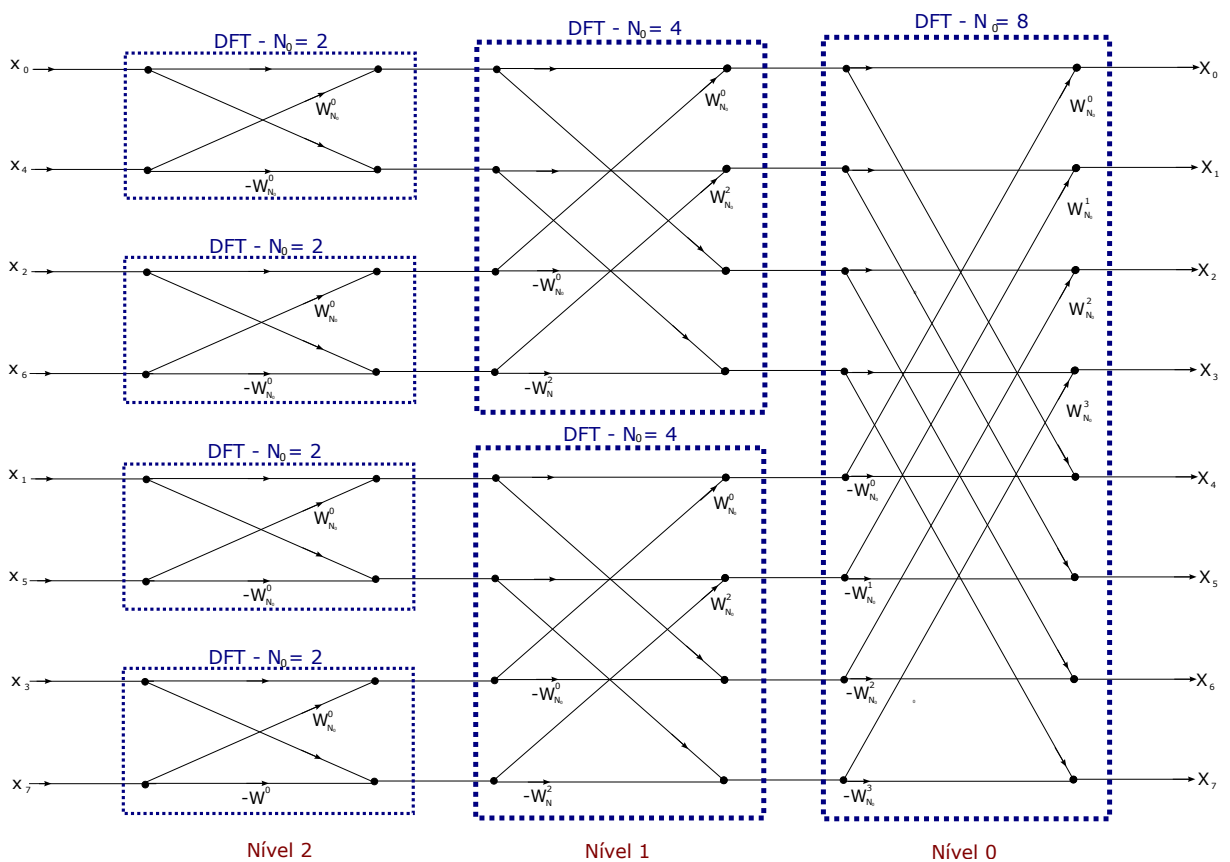 DFT - N₀= 2
DFT - N₀= 4
DFT - N₀= 8
x₀
W⁰N₀
W⁰N₀
W⁰N₀
X₀
x₄
-W⁰N₀
W²N₀
W¹N₀
X₁
DFT - N₀= 2
x₂
W⁰N₀
-W⁰N₀
W²N₀
X₂
x₆
-W⁰N₀
-W²N
W³N₀
X₃
DFT - N₀= 2
DFT - N₀= 4
x₁
W⁰N₀
W⁰N₀
-W⁰N₀
X₄
x₅
-W⁰N₀
W²N₀
-W¹N₀
X₅
DFT - N₀= 2
x₃
W⁰N₀
-W⁰N₀
-W²N₀
X₆
x₇
-W⁰
-W²N
-W³N₀
X₇
Nível 2
Nível 1
Nível 0